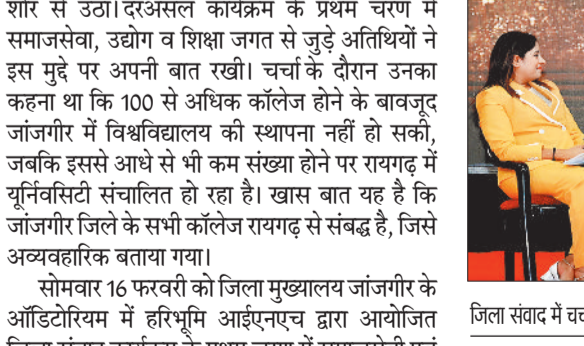 शोर से उठा। दरअसल कार्यक्रम के प्रथम चरण में
समाजसेवा, उद्योग व शिक्षा जगत से जुड़े अतिथियों ने
इस मुद्दे पर अपनी बात रखी। चर्चा के दौरान उनका
कहना था कि 100 से अधिक कॉलेज होने के बावजूद
जांजगीर में विश्वविद्यालय की स्थापना नहीं हो सकी,
जबकि इससे आधे से भी कम संख्या होने पर रायगढ़ में
यूर्निवसिटी संचालित हो रहा है। खास बात यह है कि
जांजगीर जिले के सभी कॉलेज रायगढ़ से संबद्ध है, जिसे
अव्यवहारिक बताया गया।
सोमवार 16 फरवरी को जिला मुख्यालय जांजगीर के
ऑडिटोरियम में हरिभूमि आईएनएच द्वारा आयोजित
जिला संवाद में